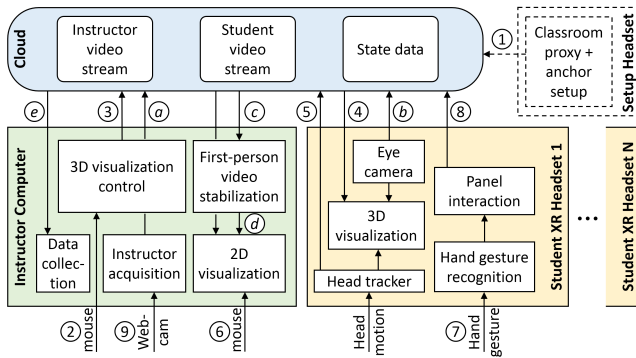 Cloud
Instructor
video
stream
Student
video
stream
State data
1
Classroom
proxy +
anchor
setup
Setup Headset
e
3
a
c
5
4
b
8
Instructor Computer
3D visualization
control
First-person
video
stabilization
d
Data
collec-
tion
Instructor
acquisition
2D
visualization
Eye
camera
3D
visualization
Head tracker
Panel
interaction
Hand gesture
recognition
Student XR Headset 1
...
Student XR Headset N
2
mouse
9
Web-
cam
6
mouse
Head
motion
7
Hand
gesture